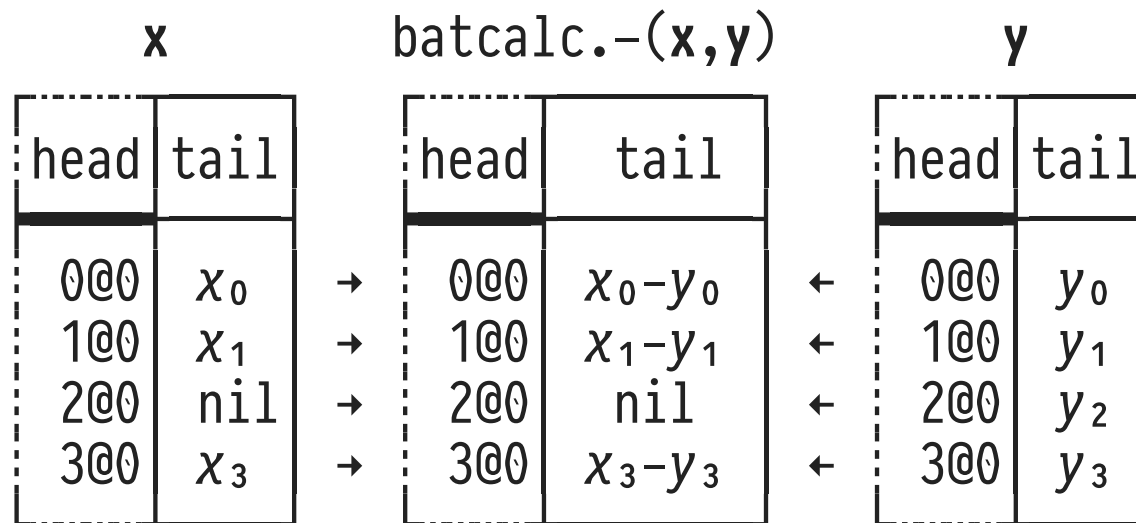 x batcalc.-(x,y) y
head tail head tail head tail
0@0 x₀ → 0@0 x₀-y₀ ← 0@0 y₀
1@0 x₁ → 1@0 x₁-y₁ ← 1@0 y₁
2@0 nil → 2@0 nil ← 2@0 y₂
3@0 x₃ → 3@0 x₃-y₃ ← 3@0 y₃